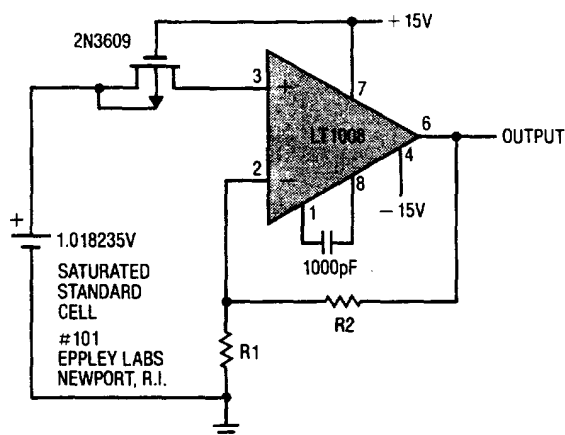 2N3609
+15V
3
+
7
LT1008
6
OUTPUT
2
−
4
8
1
−15V
1000pF
+
1.018235V
SATURATED
STANDARD
CELL
#101
EPPLEY LABS
NEWPORT, R.I.
R2
R1